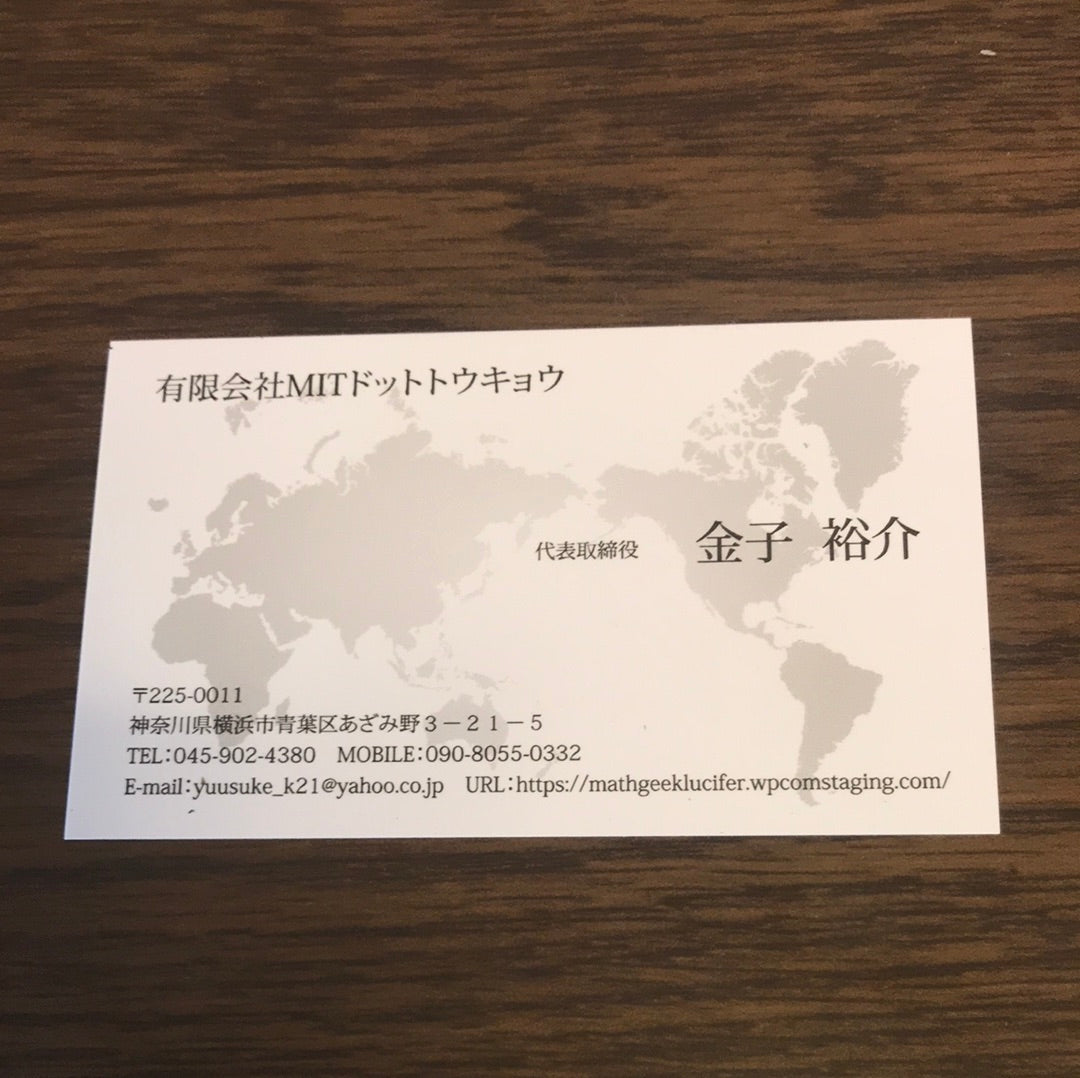 有限会社MITドットトウキョウ
代表取締役 金子 裕介
〒225-0011
神奈川県横浜市青葉区あざみ野３－２１－５
TEL：045-902-4380 MOBILE：090-8055-0332
E-mail：yuusuke_k21@yahoo.co.jp URL：https://mathgeeklucifer.wpcomstaging.com/